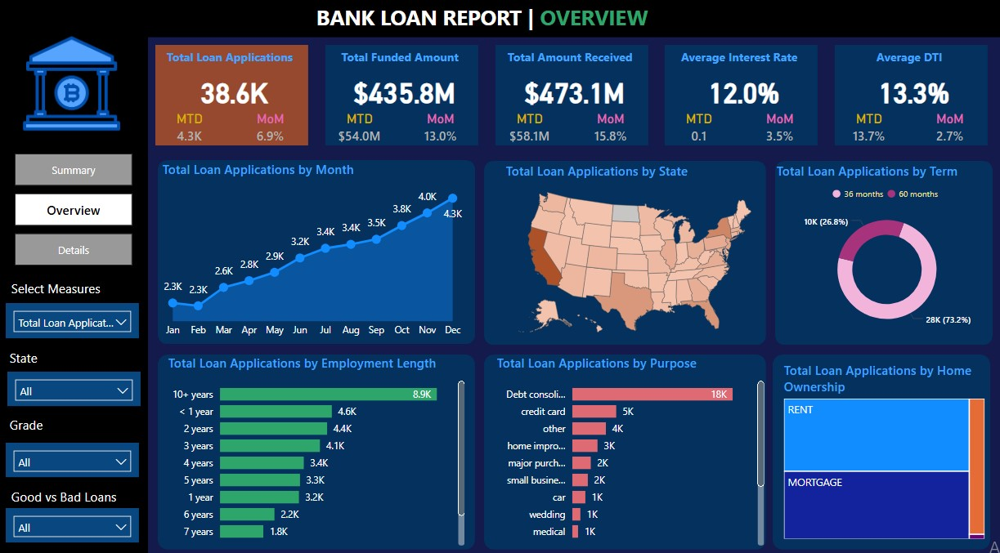 BANK LOAN REPORT | OVERVIEW
Total Loan Applications
38.6K
MTD MoM
4.3K 6.9%
Total Funded Amount
$435.8M
MTD MoM
$54.0M 13.0%
Total Amount Received
$473.1M
MTD MoM
$58.1M 15.8%
Average Interest Rate
12.0%
MTD MoM
0.1 3.5%
Average DTI
13.3%
MTD MoM
13.7% 2.7%
Summary
Overview
Details
Select Measures
Total Loan Applicat...
State
All
Grade
All
Good vs Bad Loans
All
Total Loan Applications by Month
2.3K 2.3K 2.6K 2.8K 2.9K 3.2K 3.4K 3.4K 3.5K 3.8K 4.0K 4.3K
Jan Feb Mar Apr May Jun Jul Aug Sep Oct Nov Dec
Total Loan Applications by State
Total Loan Applications by Term
36 months 60 months
10K (26.8%)
28K (73.2%)
Total Loan Applications by Employment Length
10+ years 8.9K
< 1 year 4.6K
2 years 4.4K
3 years 4.1K
4 years 3.4K
5 years 3.3K
1 year 3.2K
6 years 2.2K
7 years 1.8K
Total Loan Applications by Purpose
Debt consoli... 18K
credit card 5K
other 4K
home impro... 3K
major purch... 2K
small busine... 2K
car 1K
wedding 1K
medical 1K
Total Loan Applications by Home
Ownership
RENT
MORTGAGE
A